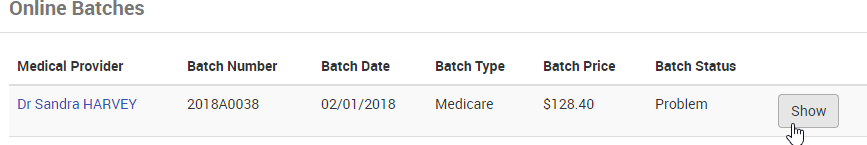 Online Batches
Medical Provider Batch Number Batch Date Batch Type Batch Price Batch Status
Dr Sandra HARVEY 2018A0038 02/01/2018 Medicare $128.40 Problem Show